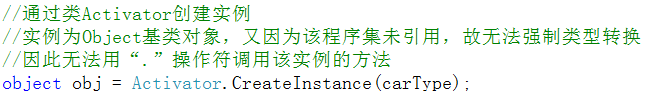 //通过类Activator创建实例
//实例为Object基类对象，又因为该程序集未引用，故无法强制类型转换
//因此无法用“.”操作符调用该实例的方法
object obj = Activator.CreateInstance(carType);